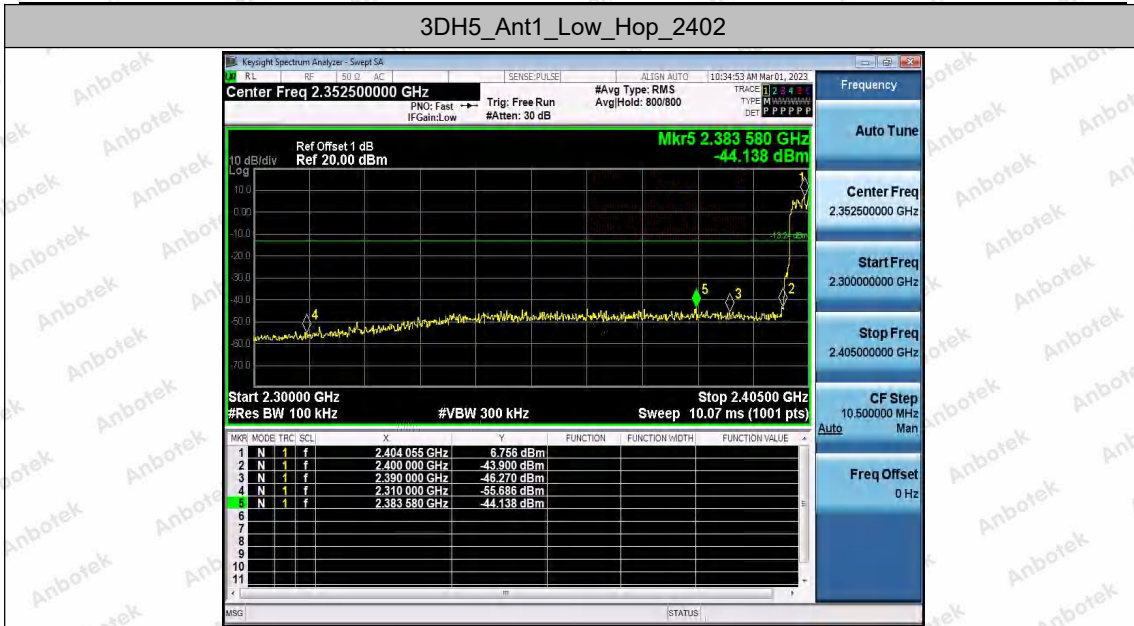 3DH5_Ant1_Low_Hop_2402
Keysight Spectrum Analyzer - Swept SA
RL RF 50 Ω AC SENSE:PULSE ALIGN AUTO 10:34:53 AM Mar 01, 2023
Center Freq 2.352500000 GHz
PNO: Fast
IFGain:Low
Trig: Free Run
#Atten: 30 dB
#Avg Type: RMS
Avg|Hold: 800/800
TRACE 1 2 3 4 5 6
TYPE M W W W W W
DET P P P P P P
Mkr5 2.383 580 GHz
-44.138 dBm
Ref Offset 1 dB
10 dB/div Ref 20.00 dBm
Log
10.0
0.00
-10.0
-20.0
-30.0
-40.0
-50.0
-60.0
-70.0
-13.24 dBm
1
2
3
4
5
Start 2.30000 GHz Stop 2.40500 GHz
#Res BW 100 kHz #VBW 300 kHz Sweep 10.07 ms (1001 pts)
MKR MODE TRC SCL X Y FUNCTION FUNCTION WIDTH FUNCTION VALUE
1 N 1 f 2.404 055 GHz 6.756 dBm
2 N 1 f 2.400 000 GHz -43.900 dBm
3 N 1 f 2.390 000 GHz -46.270 dBm
4 N 1 f 2.310 000 GHz -55.686 dBm
5 N 1 f 2.383 580 GHz -44.138 dBm
6
7
8
9
10
11
MSG STATUS
Frequency
Auto Tune
Center Freq
2.352500000 GHz
Start Freq
2.300000000 GHz
Stop Freq
2.405000000 GHz
CF Step
10.500000 MHz
Auto Man
Freq Offset
0 Hz
Anbotek